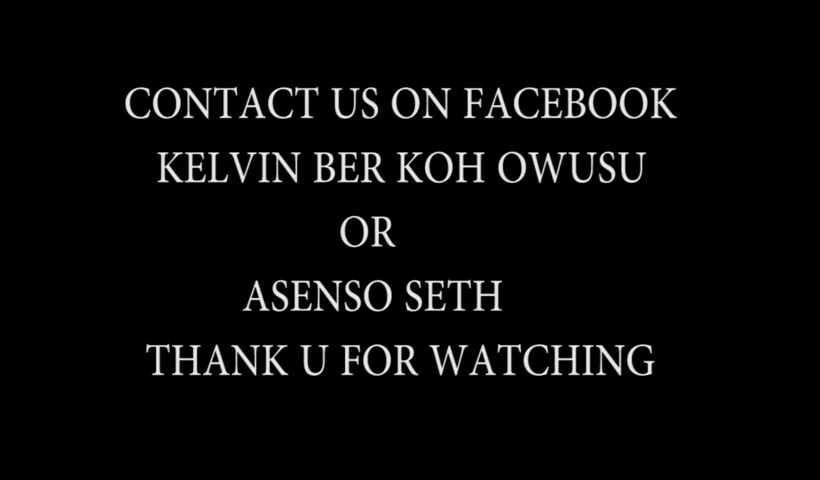 CONTACT US ON FACEBOOK
KELVIN BER KOH OWUSU
OR
ASENSO SETH
THANK U FOR WATCHING